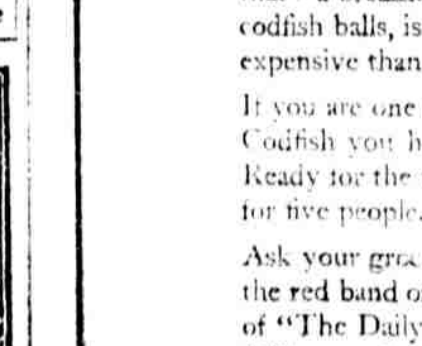 codfish balls, is
expensive than
If you are one
Codfish you h
Ready for the
for five people.
Ask your groc
the red band o
of "The Daily